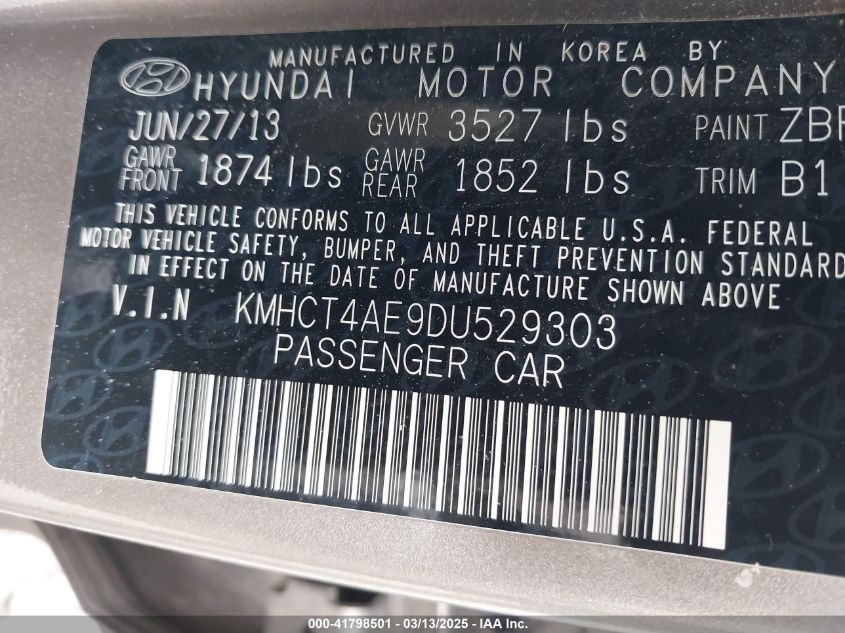 MANUFACTURED IN KOREA BY
HYUNDAI MOTOR COMPANY
JUN/27/13 GVWR 3527 lbs PAINT
GAWR FRONT 1874 lbs GAWR REAR 1852 lbs TRIM B1
THIS VEHICLE CONFORMS TO ALL APPLICABLE U.S.A. FEDERAL
MOTOR VEHICLE SAFETY, BUMPER, AND THEFT PREVENTION STANDARD
IN EFFECT ON THE DATE OF MANUFACTURE SHOWN ABOVE
V.I.N KMHCT4AE9DU529303
PASSENGER CAR
000-41798501 - 03/13/2025 - IAA, Inc.